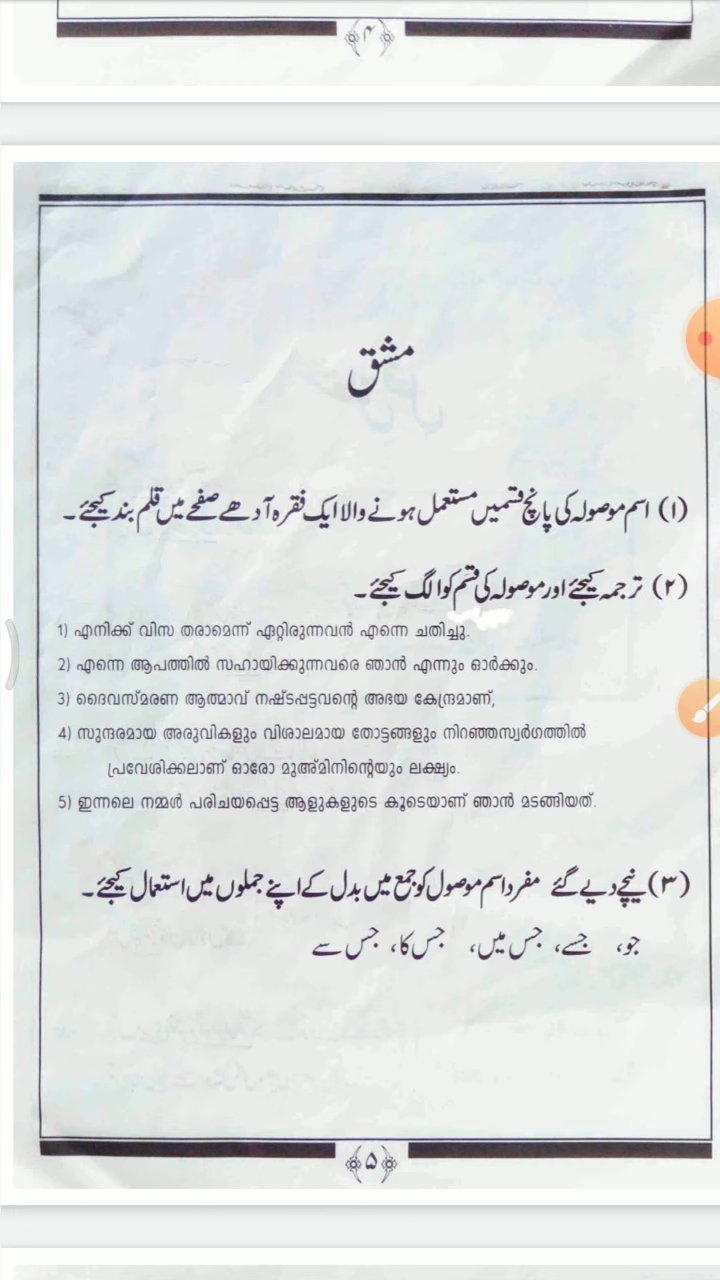 ۴
مشق
(۱) اسم موصولہ کی پانچ قسمیں مستعمل ہونے والا ایک فقرہ آدھے صفحے میں قلم بند کیجئے۔
(۲) ترجمہ کیجئے اور موصولہ کی قسم کو الگ کیجئے۔
1) എനിക്ക് വിസ തരാമെന്ന് ഏറ്റിരുന്നവൻ എന്നെ ചതിച്ചു.
2) എന്നെ ആപത്തിൽ സഹായിക്കുന്നവരെ ഞാൻ എന്നും ഓർക്കും.
3) ദൈവസ്മരണ ആത്മാവ് നഷ്ടപ്പട്ടവന്റെ അഭയ കേന്ദ്രമാണ്,
4) സുന്ദരമായ അരുവികളും വിശാലമായ തോട്ടങ്ങളും നിറഞ്ഞസ്വർഗത്തിൽ
പ്രവേശിക്കലാണ് ഓരോ മുഅ്മിനിന്റെയും ലക്ഷ്യം.
5) ഇന്നലെ നമ്മൾ പരിചയപ്പെട്ട ആളുകളുടെ കൂടെയാണ് ഞാൻ മടങ്ങിയത്.
(۳) نیچے دیے گئے مفرد اسم موصول کو جمع میں بدل کے اپنے جملوں میں استعمال کیجئے۔
جو، جسے، جس میں، جس کا، جس سے
۵